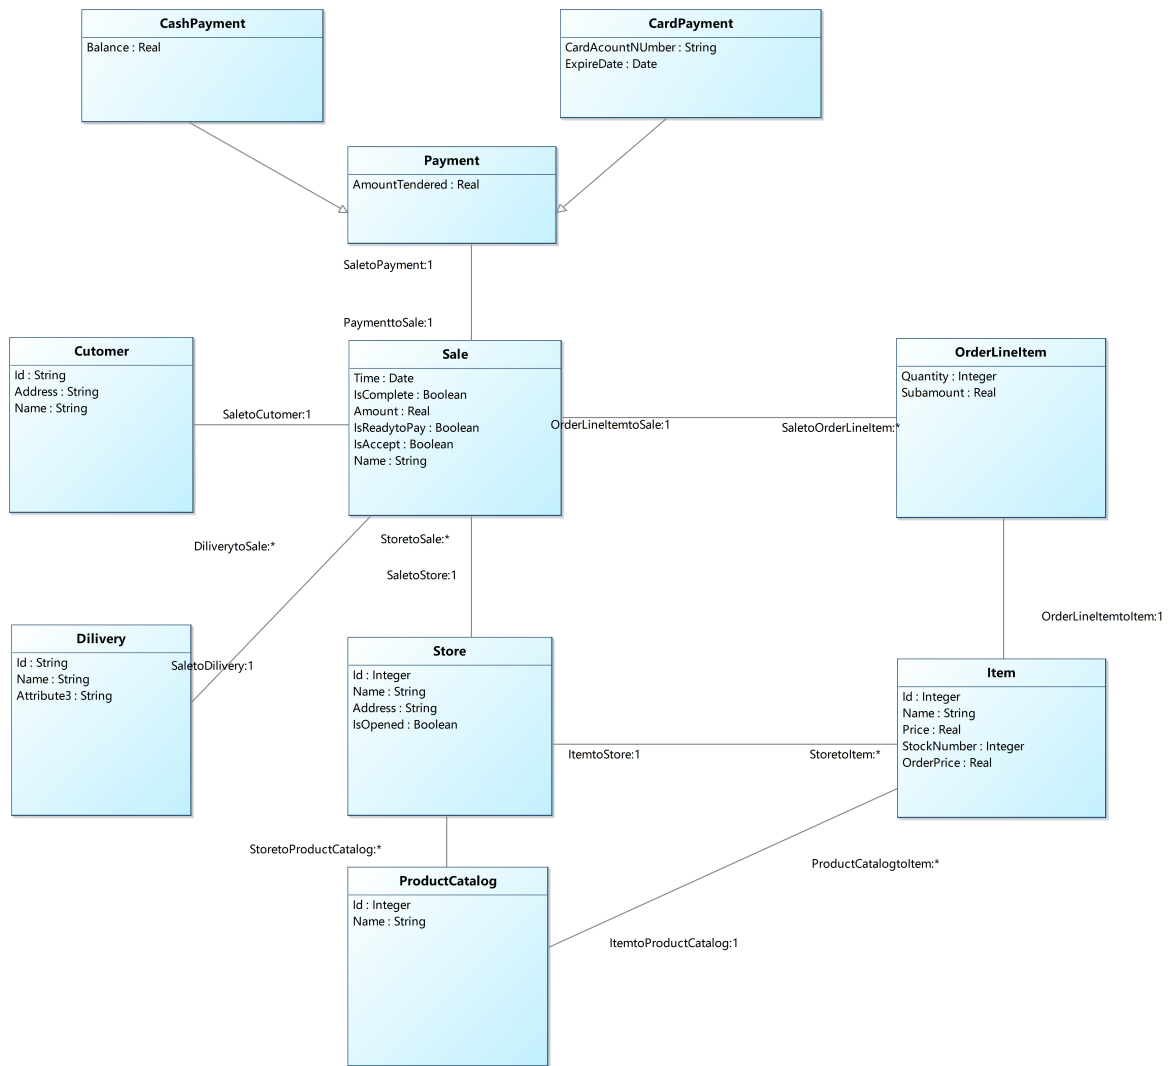 CashPayment
Balance : Real
CardPayment
CardAcountNUmber : String
ExpireDate : Date
Payment
AmountTendered : Real
SaletoPayment:1
PaymenttoSale:1
Cutomer
Id : String
Address : String
Name : String
SaletoCutomer:1
Sale
Time : Date
IsComplete : Boolean
Amount : Real
IsReadytoPay : Boolean
IsAccept : Boolean
Name : String
OrderLineItemtoSale:1
SaletoOrderLineItem:*
OrderLineItem
Quantity : Integer
Subamount : Real
DiliverytoSale:*
StoretoSale:*
SaletoStore:1
OrderLineItemtoItem:1
Dilivery
Id : String
Name : String
Attribute3 : String
SaletoDilivery:1
Store
Id : Integer
Name : String
Address : String
IsOpened : Boolean
ItemtoStore:1
StoretoItem:*
Item
Id : Integer
Name : String
Price : Real
StockNumber : Integer
OrderPrice : Real
StoretoProductCatalog:*
ProductCatalogtoItem:*
ProductCatalog
Id : Integer
Name : String
ItemtoProductCatalog:1